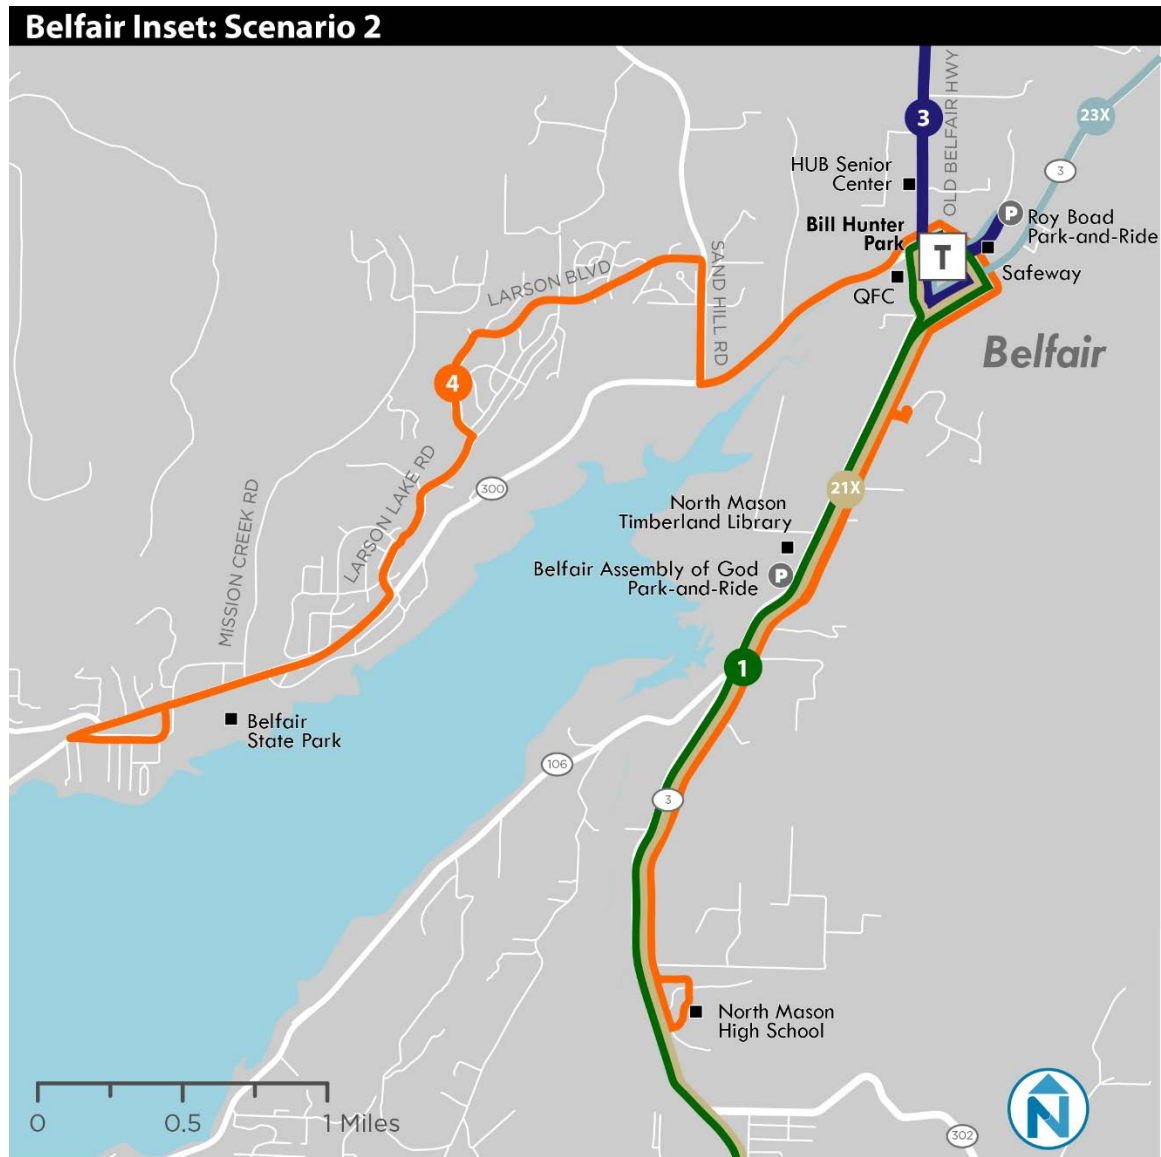 Belfair Inset: Scenario 2
3
OLD BELFAIR HWY
23X
3
HUB Senior
Center
Bill Hunter
Park
P
Roy Boad
Park-and-Ride
T
Safeway
QFC
SAND HILL RD
LARSON BLVD
Belfair
4
LARSON LAKE RD
300
21X
MISSION CREEK RD
North Mason
Timberland Library
Belfair Assembly of God
Park-and-Ride
P
1
Belfair
State Park
106
3
North Mason
High School
0
0.5
1 Miles
N
302